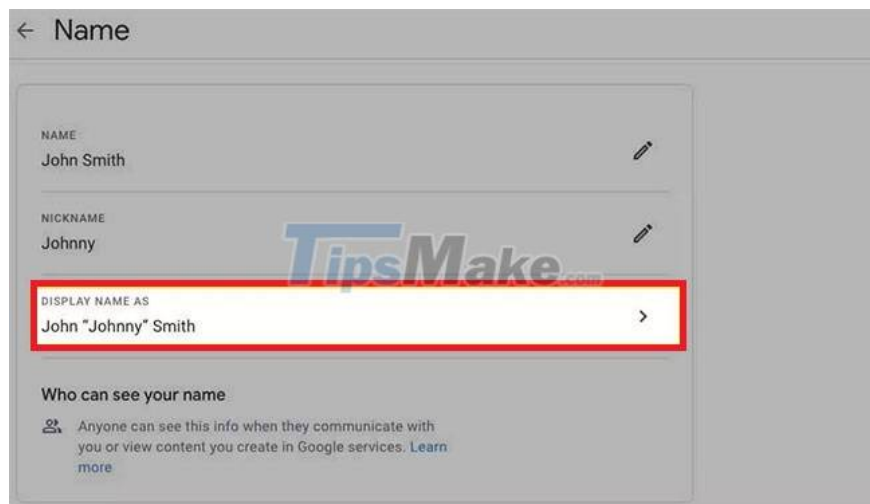 Name
NAME
John Smith
NICKNAME
Johnny
TipsMake.com
DISPLAY NAME AS
John “Johnny” Smith
Who can see your name
Anyone can see this info when they communicate with
you or view content you create in Google services. Learn
more